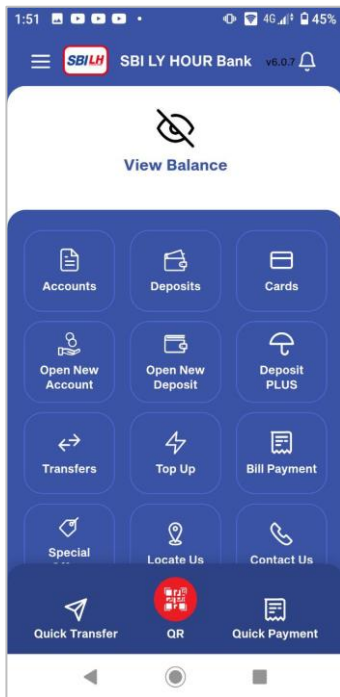 1:51
4G
45%
SBI LH
SBI LY HOUR Bank
v6.0.7
View Balance
Accounts
Deposits
Cards
Open New
Account
Open New
Deposit
Deposit
PLUS
Transfers
Top Up
Bill Payment
Special
Locate Us
Contact Us
Quick Transfer
QR
Quick Payment